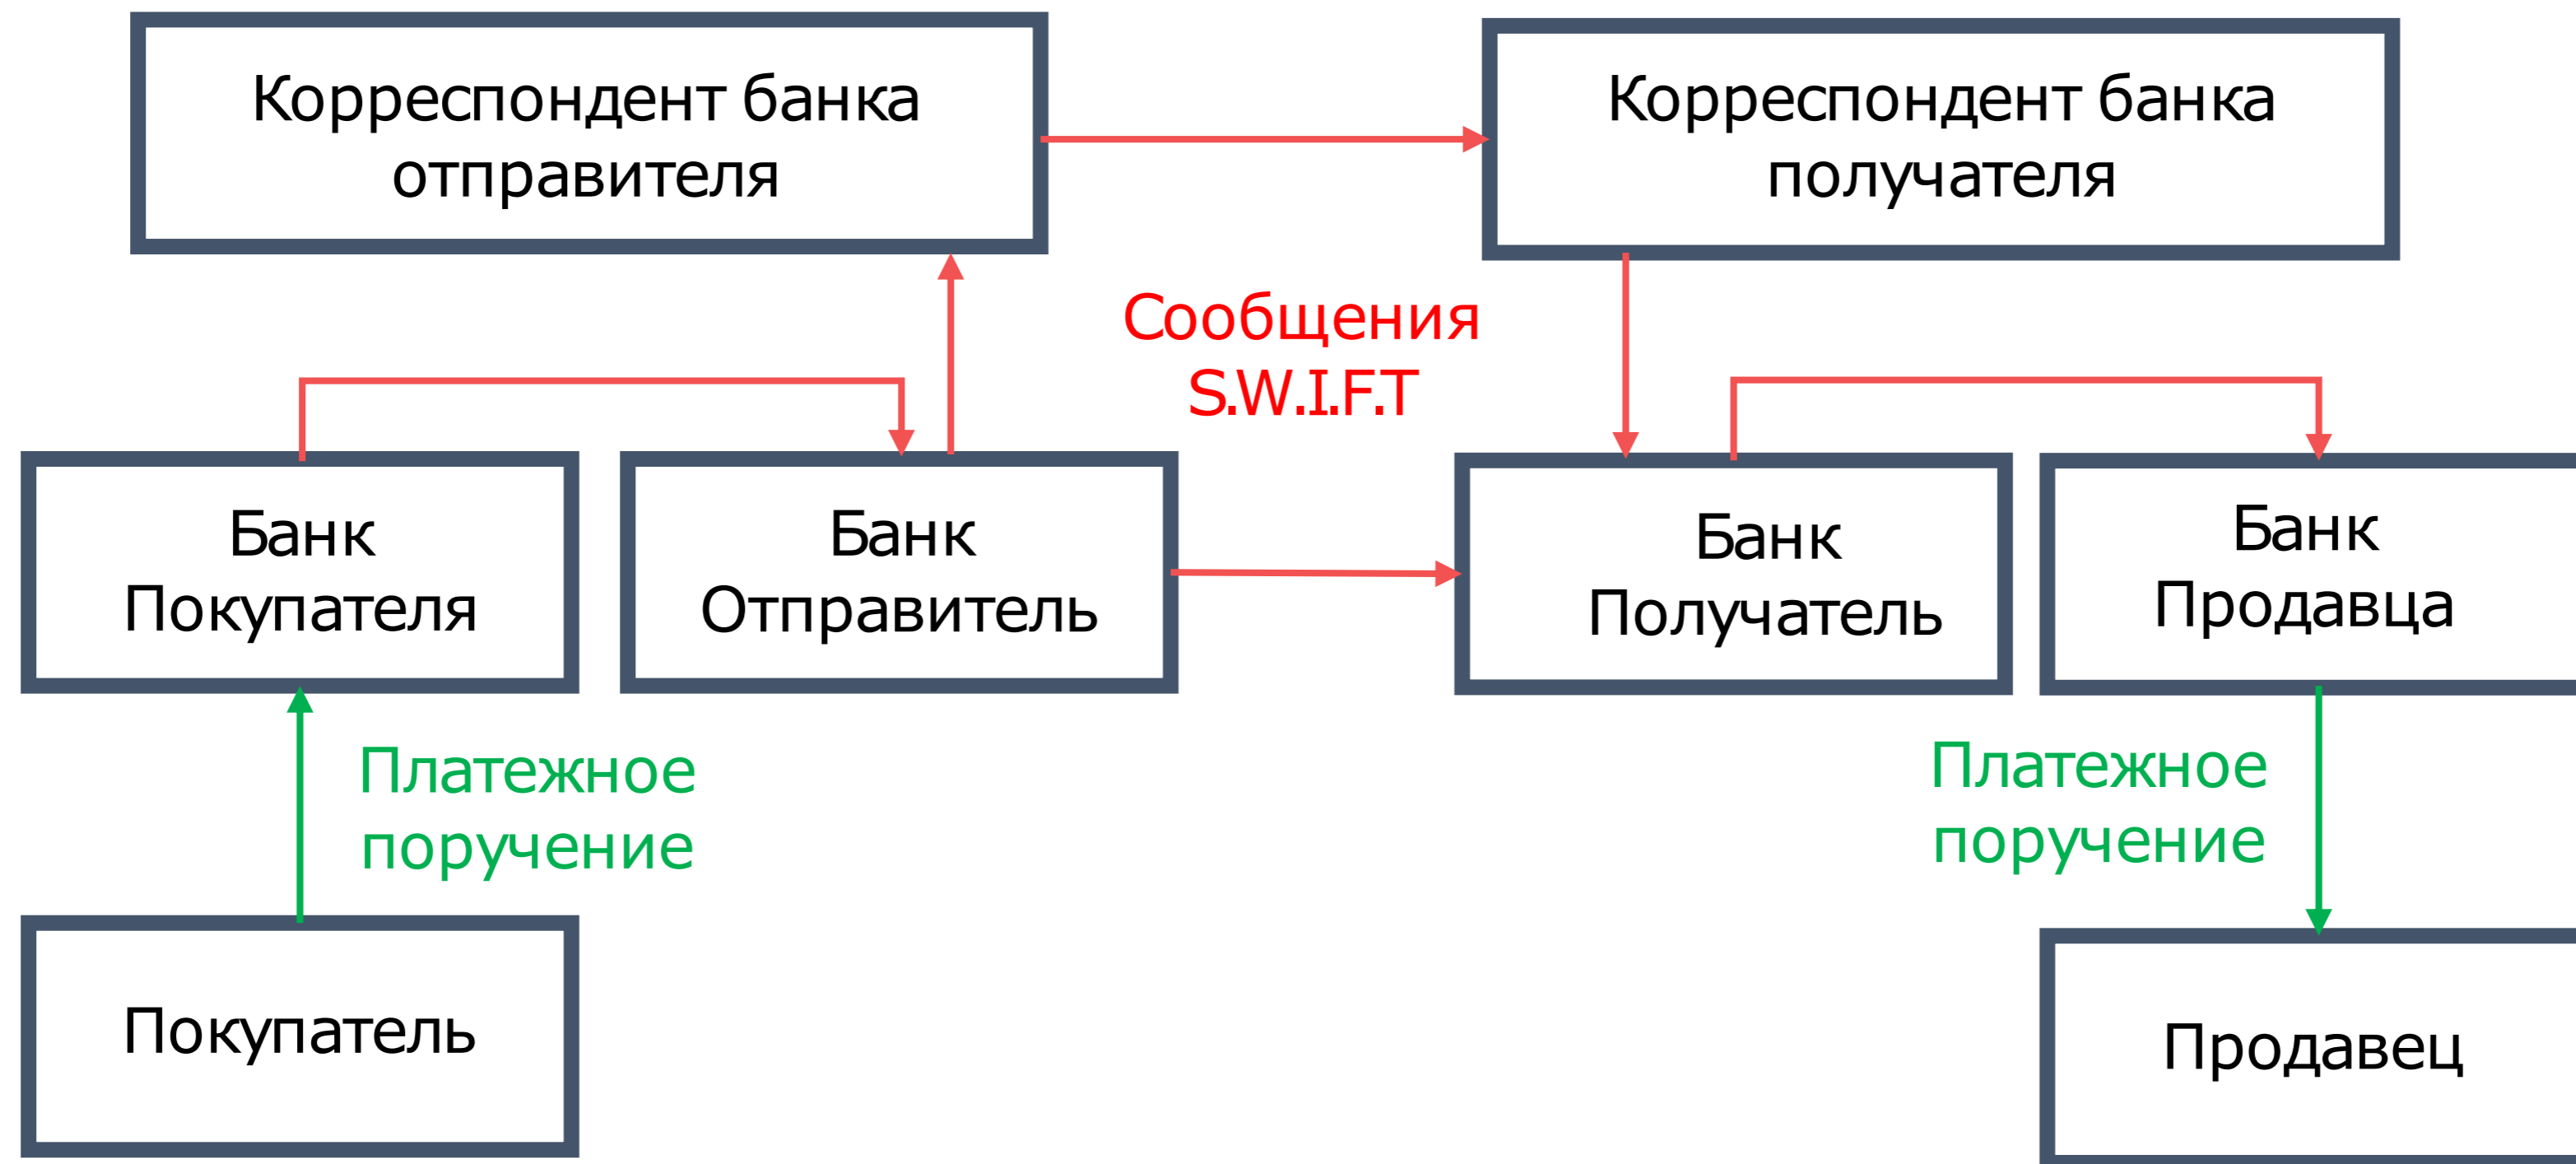 Корреспондент банка
отправителя
Корреспондент банка
получателя
Сообщения
S.W.I.F.T
Банк
Покупателя
Банк
Отправитель
Банк
Получатель
Банк
Продавца
Платежное
поручение
Платежное
поручение
Покупатель
Продавец